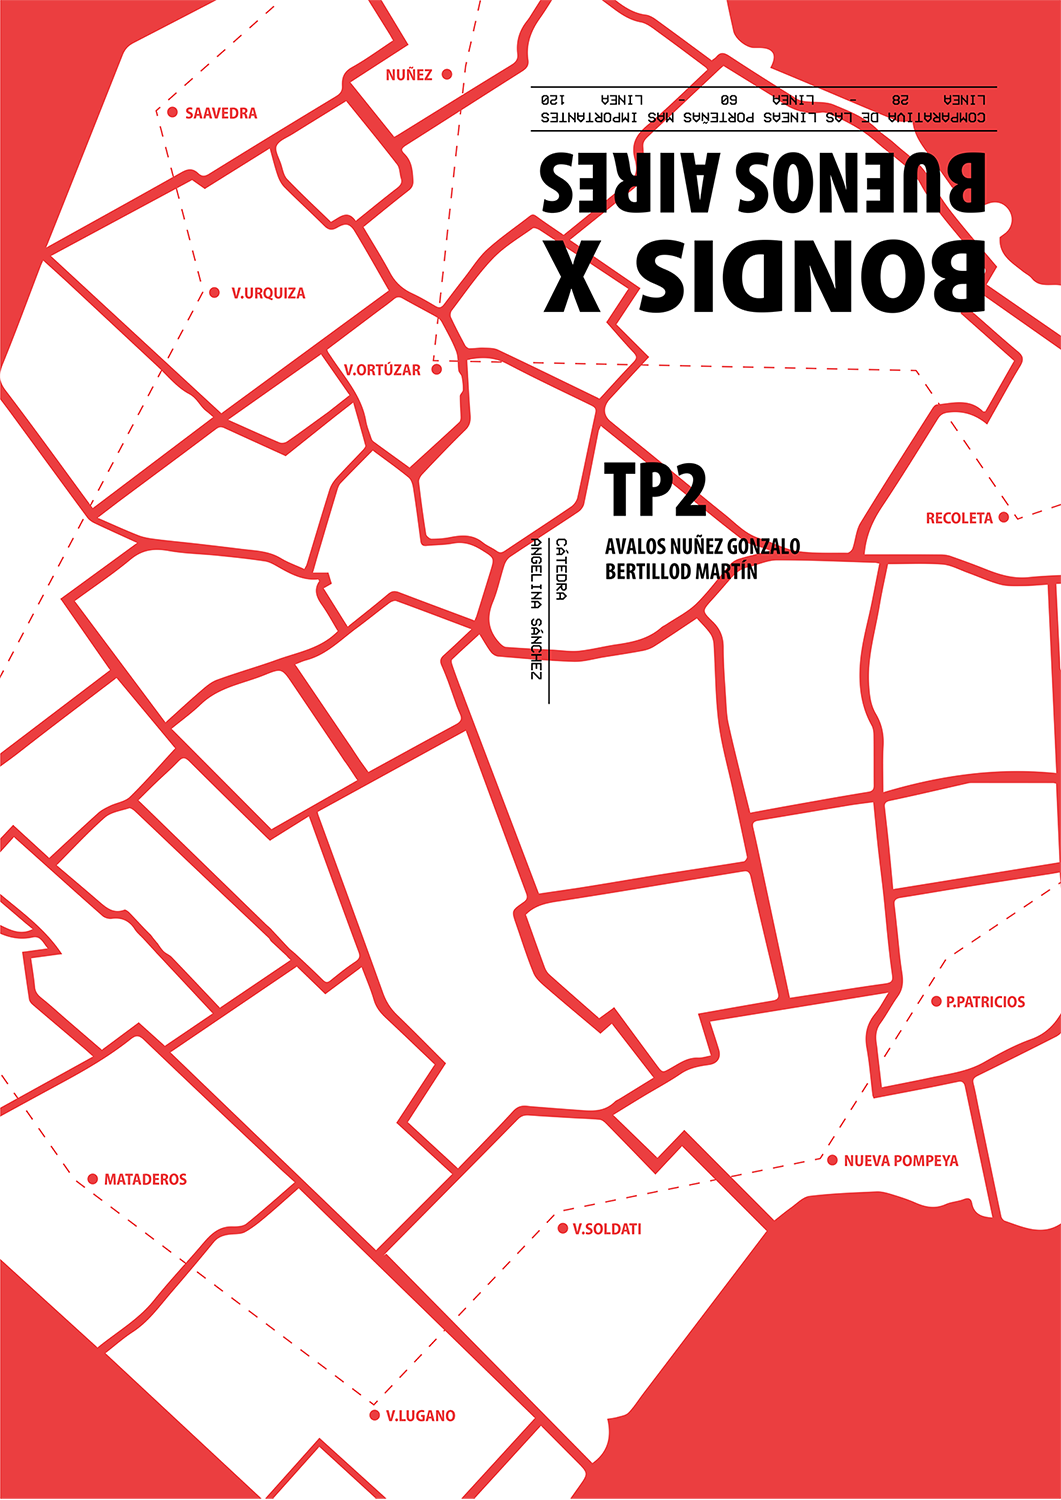 NUÑEZ
SAAVEDRA
BONDIS X
BUENOS AIRES
COMPARATIVA DE LAS LINEAS PORTEÑAS MAS IMPORTANTES
LINEA 28 - LINEA 60 - LINEA 120
V.URQUIZA
V.ORTÚZAR
TP2
RECOLETA
AVALOS NUÑEZ GONZALO
BERTILLOD MARTÍN
CÁTEDRA
ANGELINA SÁNCHEZ
P.PATRICIOS
NUEVA POMPEYA
MATADEROS
V.SOLDATI
V.LUGANO